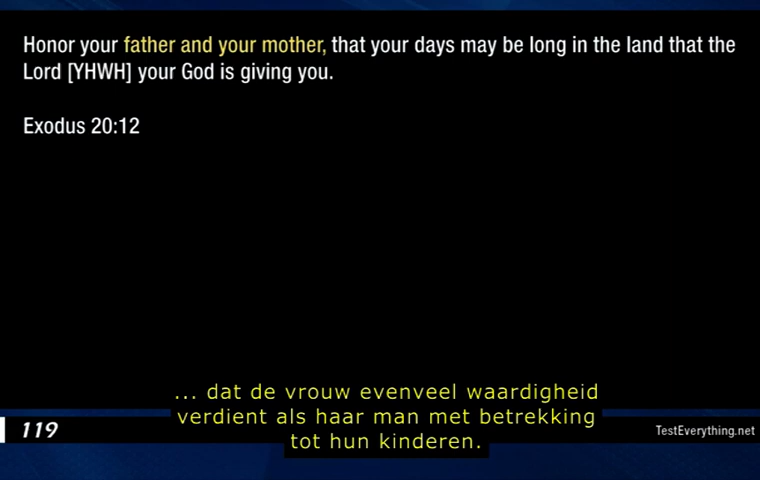 Honor your father and your mother, that your days may be long in the land that the
Lord [YHWH] your God is giving you.
Exodus 20:12
... dat de vrouw evenveel waardigheid
verdient als haar man met betrekking
tot hun kinderen.
119
TestEverything.net